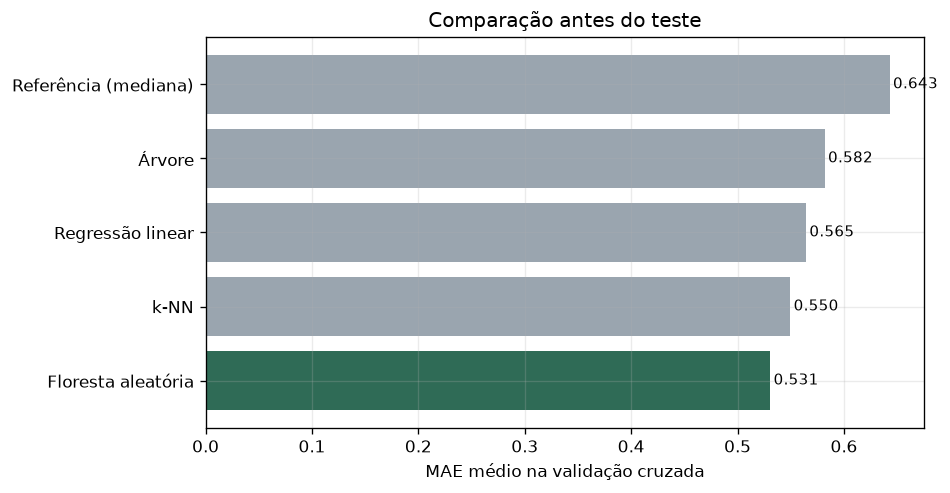 Comparação antes do teste
Referência (mediana)
0.643
Árvore
0.582
Regressão linear
0.565
k-NN
0.550
Floresta aleatória
0.531
0.0 0.1 0.2 0.3 0.4 0.5 0.6
MAE médio na validação cruzada